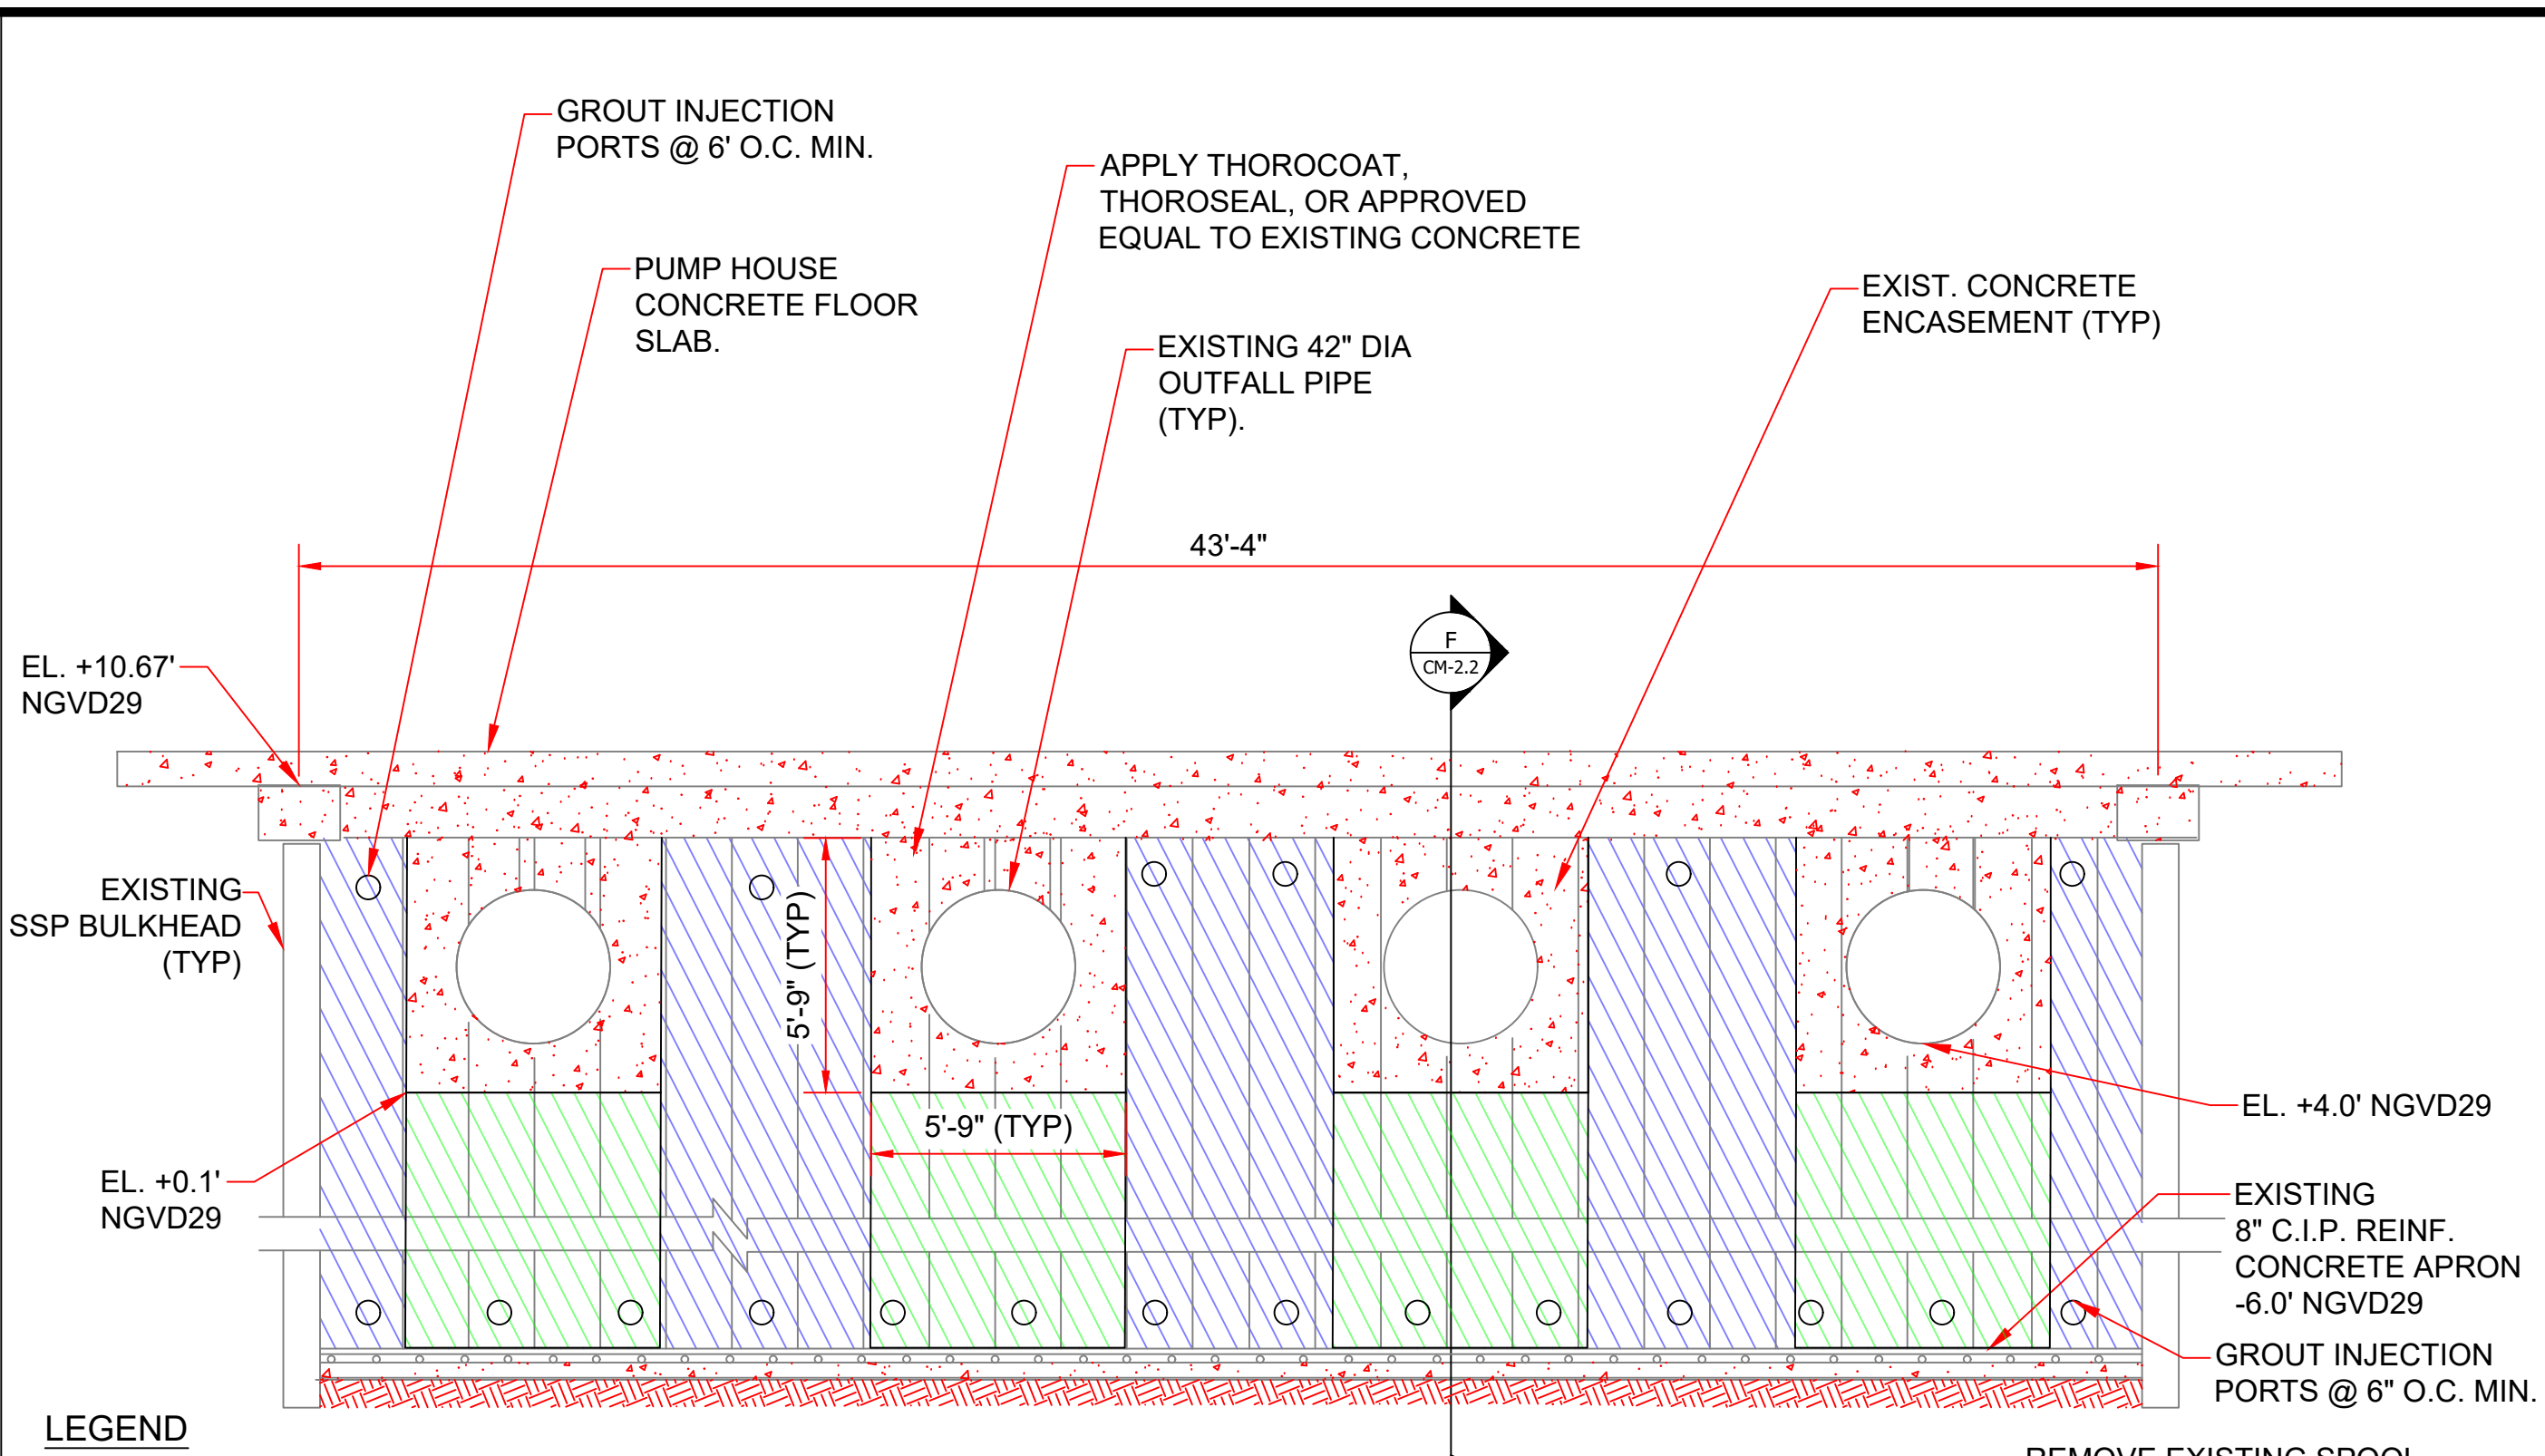 GROUT INJECTION
PORTS @ 6' O.C. MIN.
APPLY THOROCOAT,
THOROSEAL, OR APPROVED
EQUAL TO EXISTING CONCRETE
PUMP HOUSE
CONCRETE FLOOR
SLAB.
EXIST. CONCRETE
ENCASEMENT (TYP)
EXISTING 42" DIA
OUTFALL PIPE
(TYP).
43'-4"
F
CM-2.2
EL. +10.67'
NGVD29
EXISTING
SSP BULKHEAD
(TYP)
5'-9" (TYP)
5'-9" (TYP)
EL. +4.0' NGVD29
EL. +0.1'
NGVD29
EXISTING
8" C.I.P. REINF.
CONCRETE APRON
-6.0' NGVD29
GROUT INJECTION
PORTS @ 6" O.C. MIN.
LEGEND
REMOVE EXISTING SPOOL